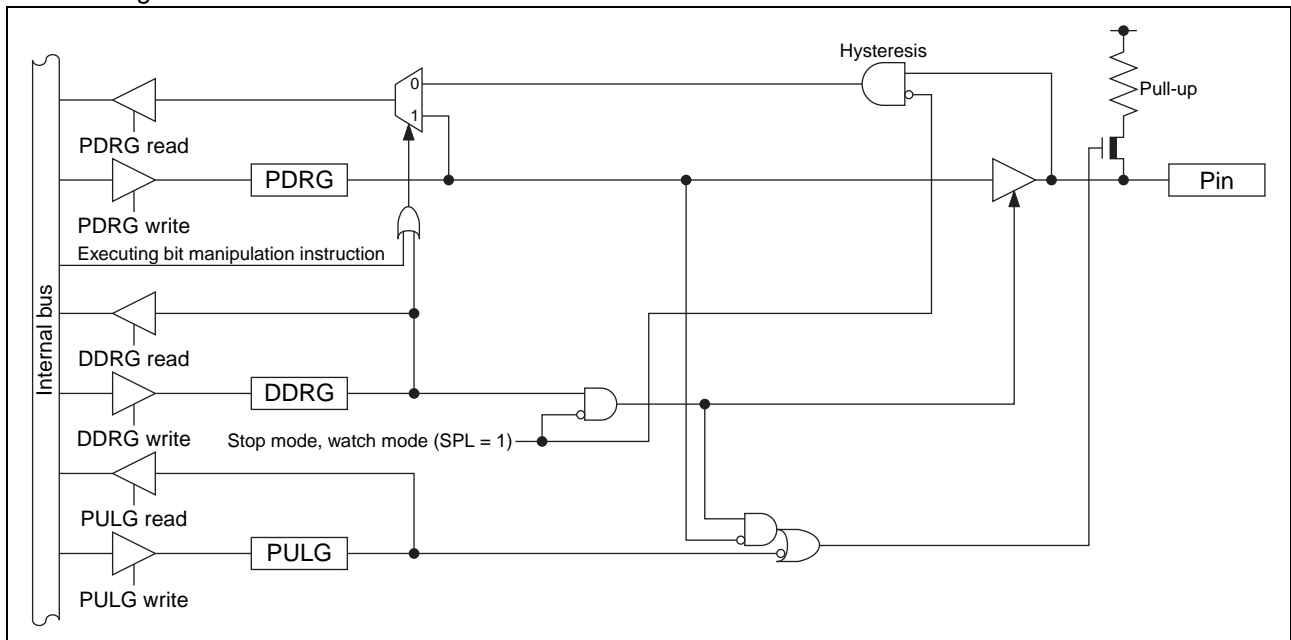 Hysteresis
0
Pull-up
1
PDRG read
PDRG
Pin
PDRG write
Executing bit manipulation instruction
Internal bus
DDRG read
DDRG
DDRG write
Stop mode, watch mode (SPL = 1)
PULG read
PULG
PULG write